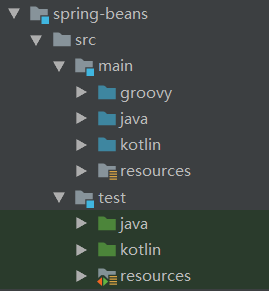 spring-beans
src
main
groovy
java
kotlin
resources
test
java
kotlin
resources